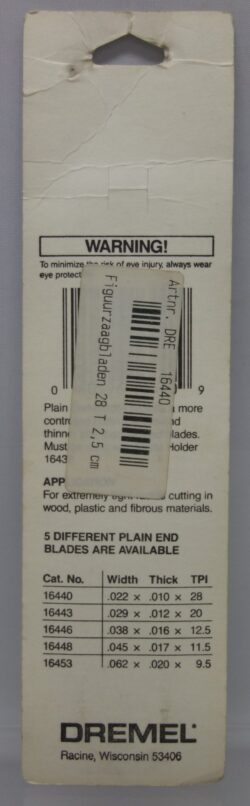 WARNING!
To minimize the risk of eye injury, always wear
eye protect
0 9
Artnr. DRE 16440
Figuurzaagbladen 28 T 2,5 cm
Plain more
contro nd
thinne blades.
Must Holder
1643
APPLICATION
For extremely cutting in
wood, plastic and fibrous materials.
5 DIFFERENT PLAIN END
BLADES ARE AVAILABLE
Cat. No. Width Thick TPI
16440 .022 × .010 × 28
16443 .029 × .012 × 20
16446 .038 × .016 × 12.5
16448 .045 × .017 × 11.5
16453 .062 × .020 × 9.5
DREMEL
Racine, Wisconsin 53406